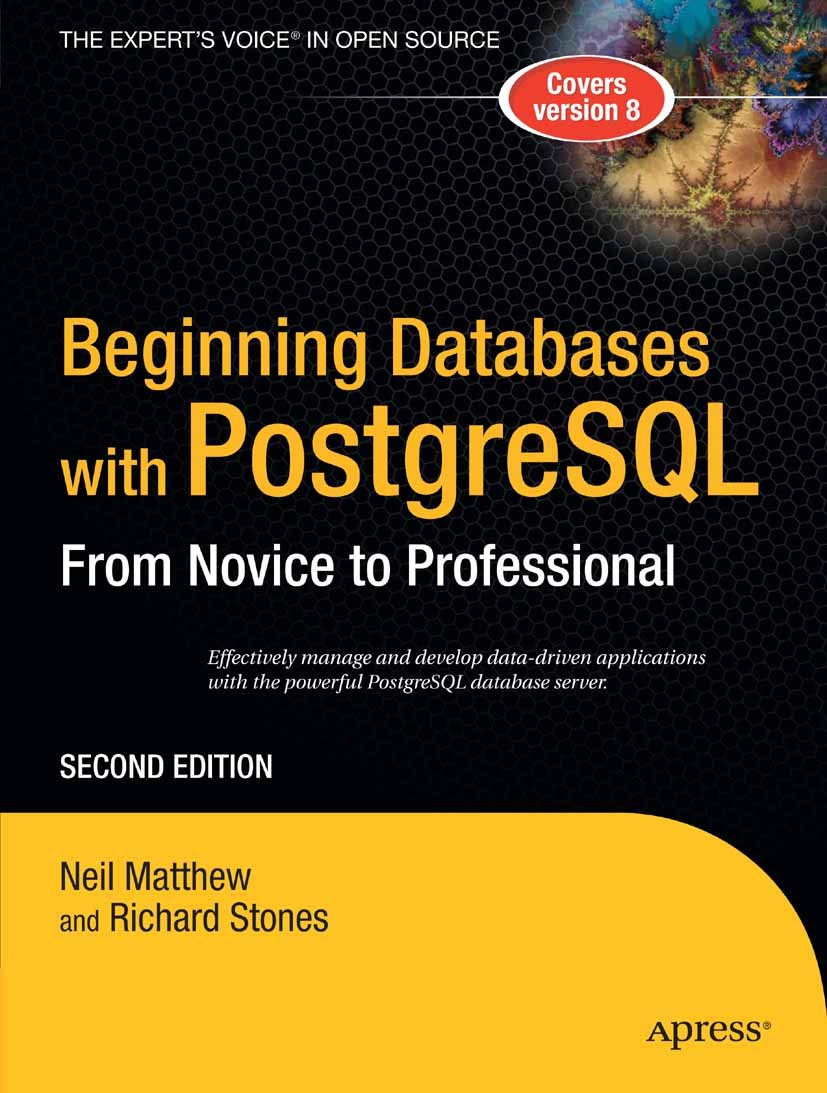 THE EXPERT'S VOICE® IN OPEN SOURCE
Covers
version 8
Beginning Databases
with PostgreSQL
From Novice to Professional
Effectively manage and develop data-driven applications
with the powerful PostgreSQL database server.
SECOND EDITION
Neil Matthew
and Richard Stones
Apress®